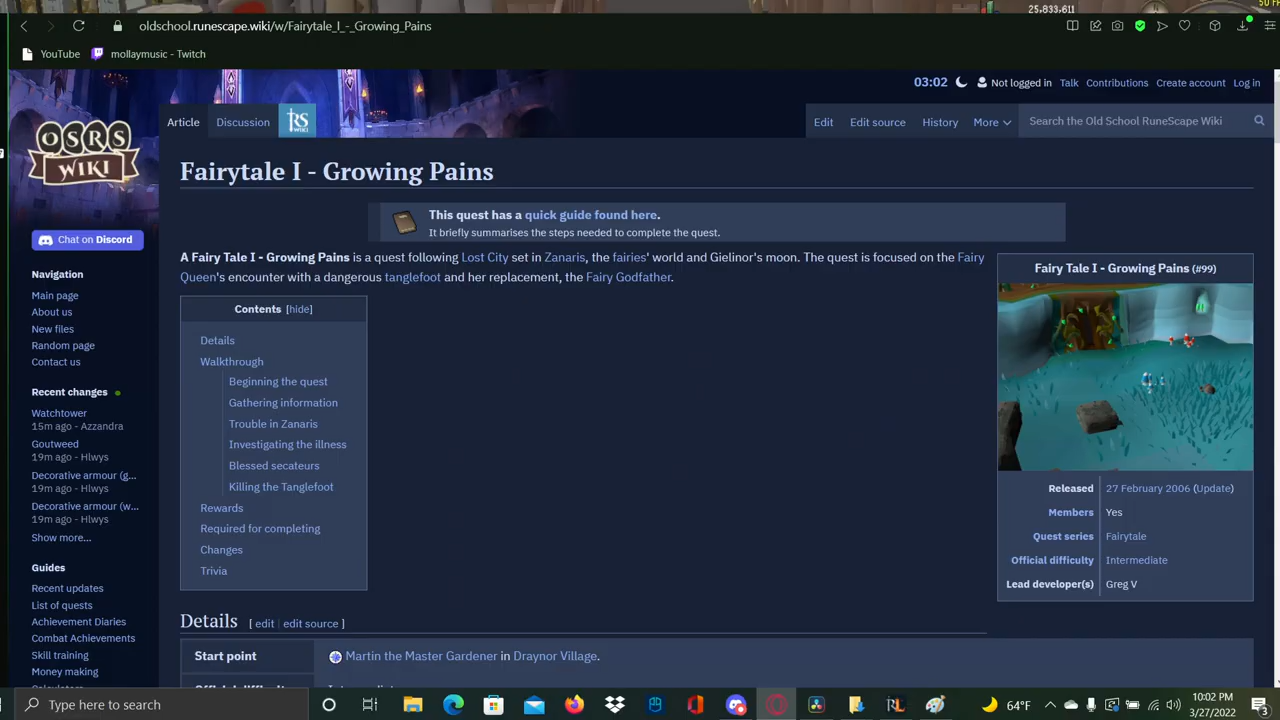 25,833,611
50 FP
oldschool.runescape.wiki/w/Fairytale_I_-_Growing_Pains
YouTube
mollaymusic - Twitch
03:02
Not logged in
Talk
Contributions
Create account
Log in
OSRS
WIKI
Article
Discussion
RS
WIKI
Edit
Edit source
History
More
Search the Old School RuneScape Wiki
Fairytale I - Growing Pains
This quest has a quick guide found here.
It briefly summarises the steps needed to complete the quest.
Chat on Discord
A Fairy Tale I - Growing Pains is a quest following Lost City set in Zanaris, the fairies' world and Gielinor's moon. The quest is focused on the Fairy
Queen's encounter with a dangerous tanglefoot and her replacement, the Fairy Godfather.
Navigation
Main page
About us
New files
Random page
Contact us
Recent changes
Watchtower
15m ago - Azzandra
Goutweed
19m ago - Hlwys
Decorative armour (g...
19m ago - Hlwys
Decorative armour (w...
19m ago - Hlwys
Show more...
Guides
Recent updates
List of quests
Achievement Diaries
Combat Achievements
Skill training
Money making
Contents [hide]
Details
Walkthrough
Beginning the quest
Gathering information
Trouble in Zanaris
Investigating the illness
Blessed secateurs
Killing the Tanglefoot
Rewards
Required for completing
Changes
Trivia
Fairy Tale I - Growing Pains (#99)
Released 27 February 2006 (Update)
Members Yes
Quest series Fairytale
Official difficulty Intermediate
Lead developer(s) Greg V
Details [ edit | edit source ]
Start point Martin the Master Gardener in Draynor Village.
Type here to search
64°F
10:02 PM
3/27/2022
3